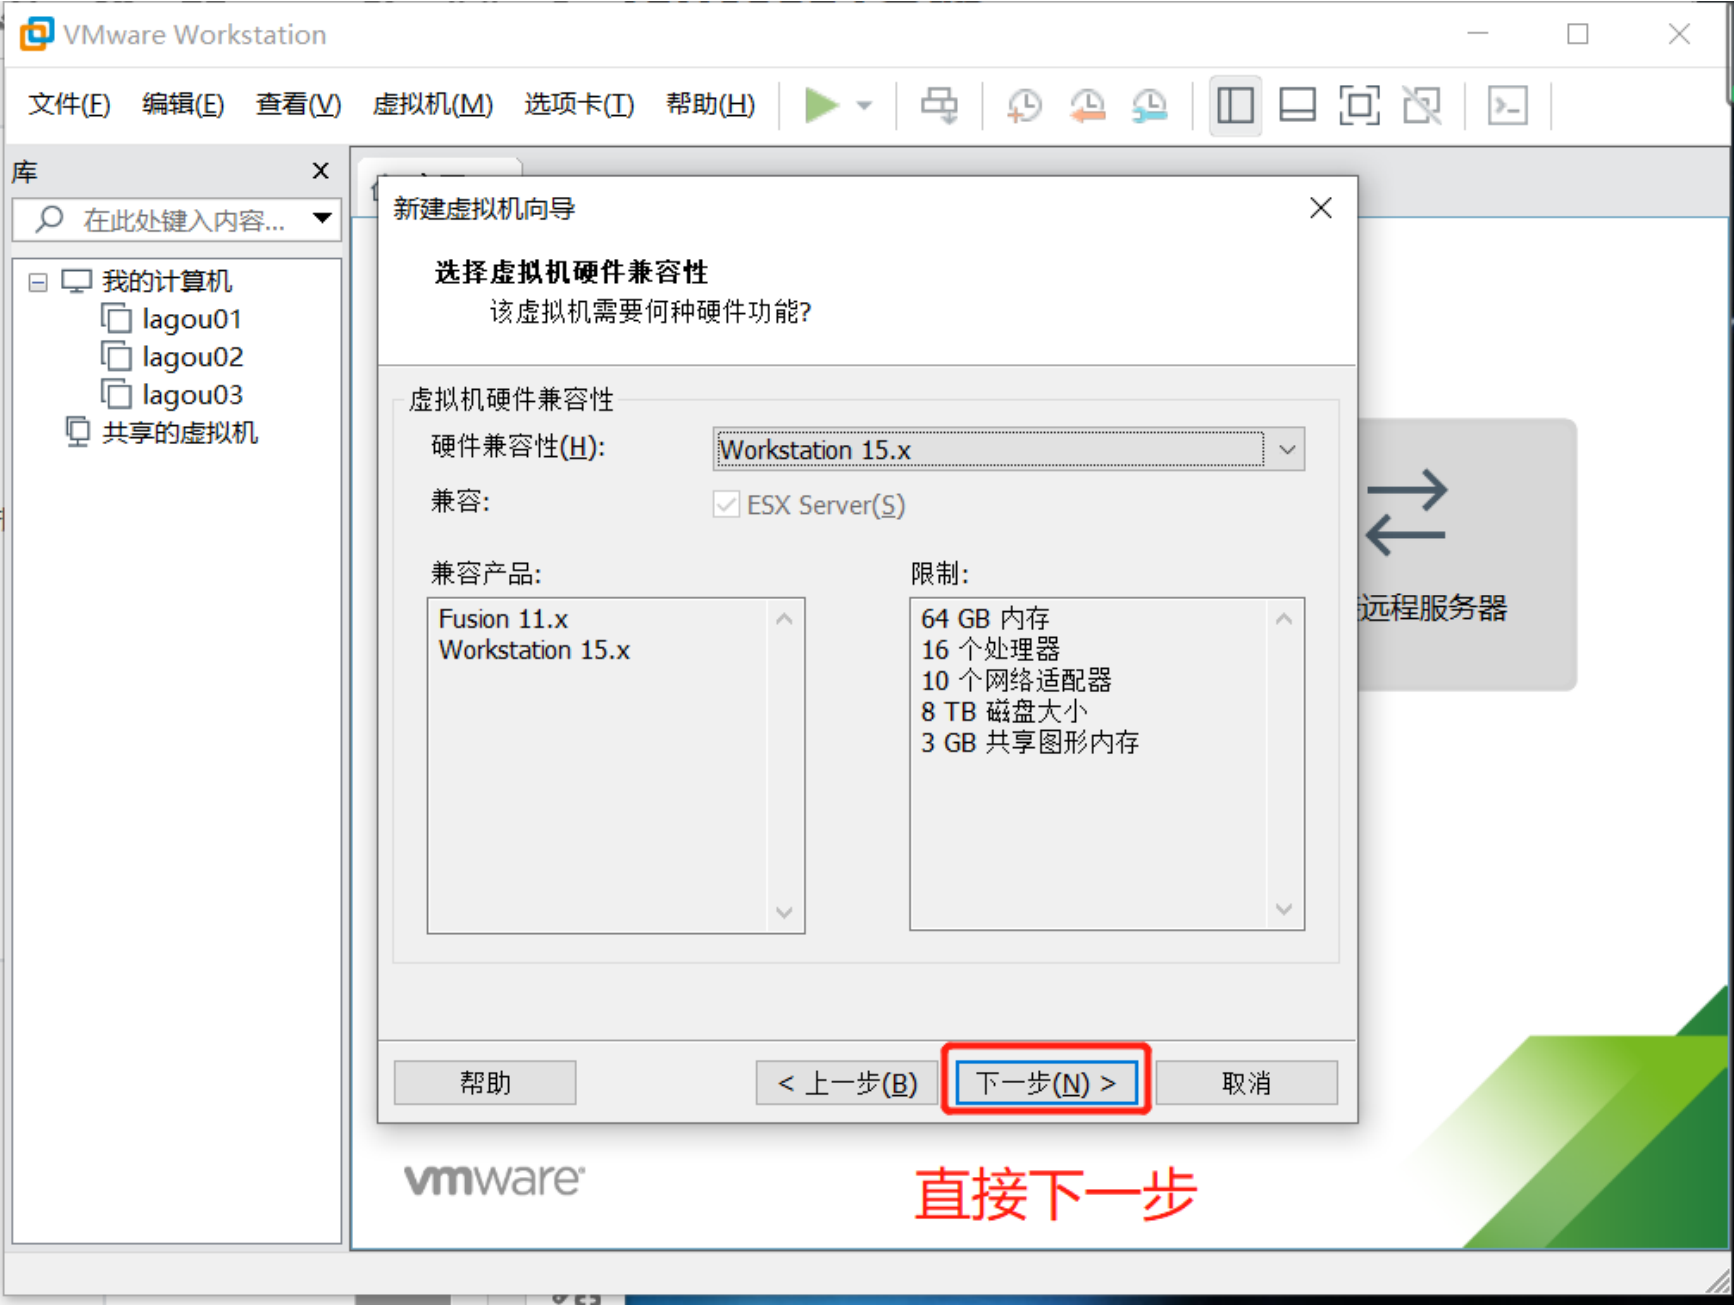 VMware Workstation
文件(F) 编辑(E) 查看(V) 虚拟机(M) 选项卡(T) 帮助(H)
库
在此处键入内容...
我的计算机
lagou01
lagou02
lagou03
共享的虚拟机
新建虚拟机向导
选择虚拟机硬件兼容性
该虚拟机需要何种硬件功能?
虚拟机硬件兼容性
硬件兼容性(H):
Workstation 15.x
兼容:
ESX Server(S)
兼容产品:
Fusion 11.x
Workstation 15.x
限制:
64 GB 内存
16 个处理器
10 个网络适配器
8 TB 磁盘大小
3 GB 共享图形内存
远程服务器
帮助
< 上一步(B)
下一步(N) >
取消
vmware
直接下一步